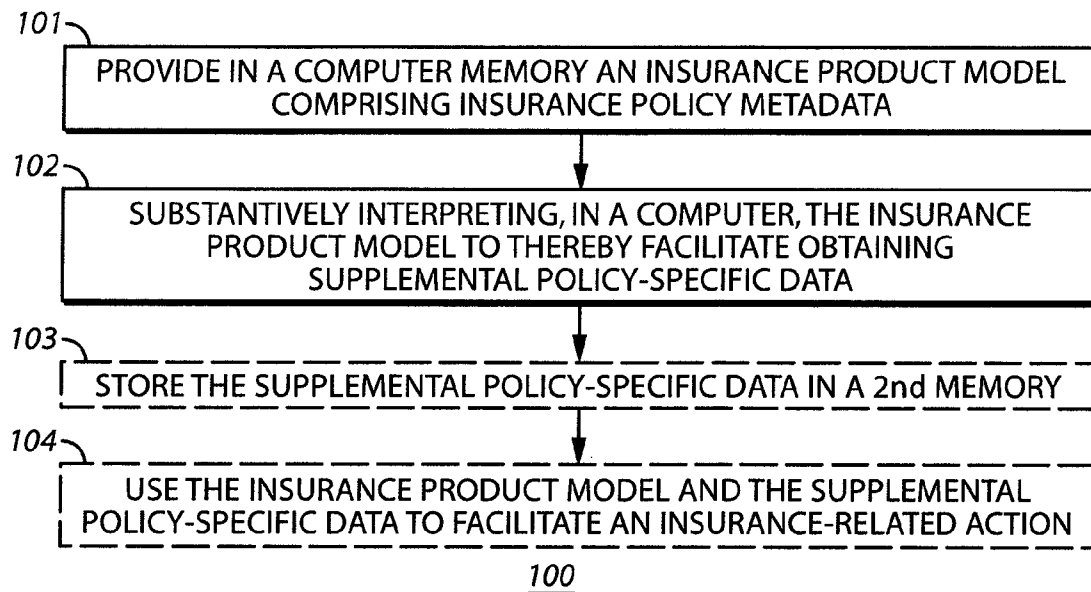 101
PROVIDE IN A COMPUTER MEMORY AN INSURANCE PRODUCT MODEL
COMPRISING INSURANCE POLICY METADATA
102
SUBSTANTIVELY INTERPRETING, IN A COMPUTER, THE INSURANCE
PRODUCT MODEL TO THEREBY FACILITATE OBTAINING
SUPPLEMENTAL POLICY-SPECIFIC DATA
103
STORE THE SUPPLEMENTAL POLICY-SPECIFIC DATA IN A 2nd MEMORY
104
USE THE INSURANCE PRODUCT MODEL AND THE SUPPLEMENTAL
POLICY-SPECIFIC DATA TO FACILITATE AN INSURANCE-RELATED ACTION
100